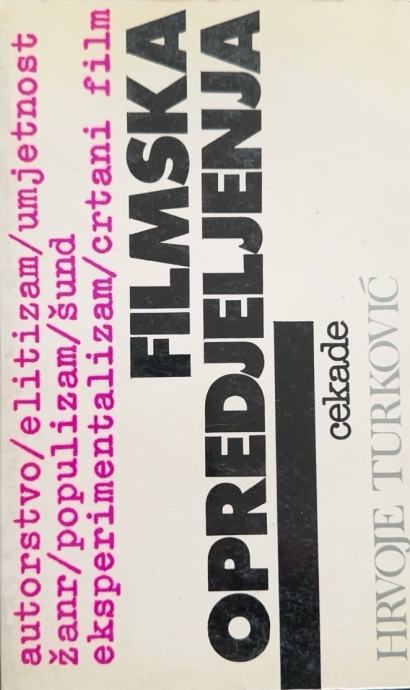 autorstvo/elitizam/umjetnost
žanr/populizam/šund
eksperimentalizam/crtani film
FILMSKA
OPREDJELJENJA
cekade
HRVOJE TURKOVIĆ